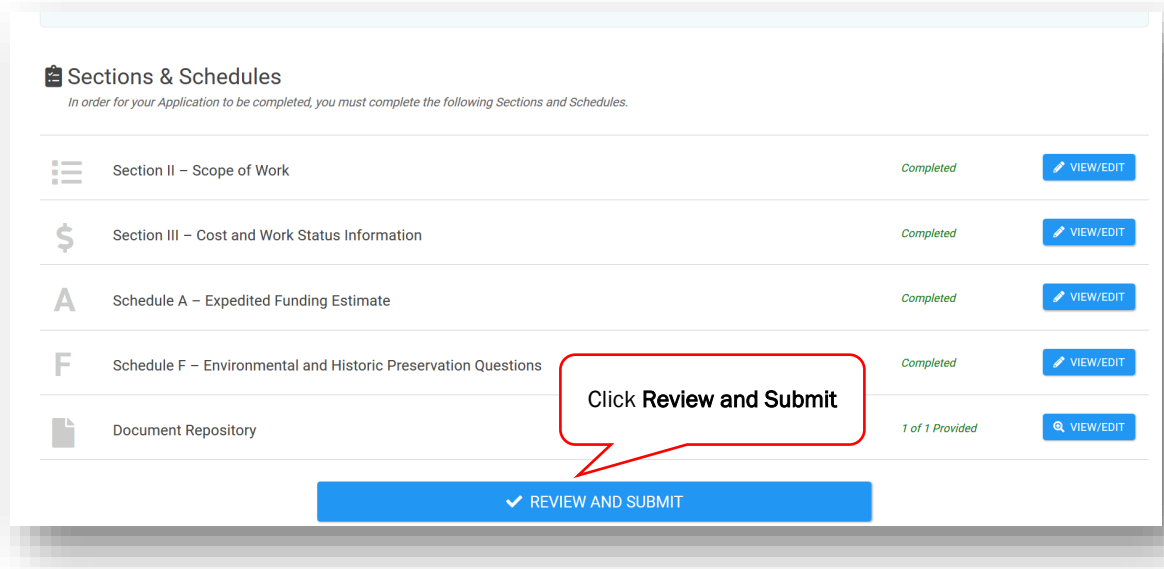 Sections & Schedules
In order for your Application to be completed, you must complete the following Sections and Schedules.
Section II – Scope of Work
Completed
VIEW/EDIT
$
Section III – Cost and Work Status Information
Completed
VIEW/EDIT
A
Schedule A – Expedited Funding Estimate
Completed
VIEW/EDIT
F
Schedule F – Environmental and Historic Preservation Questions
Completed
VIEW/EDIT
Click Review and Submit
Document Repository
1 of 1 Provided
VIEW/EDIT
REVIEW AND SUBMIT